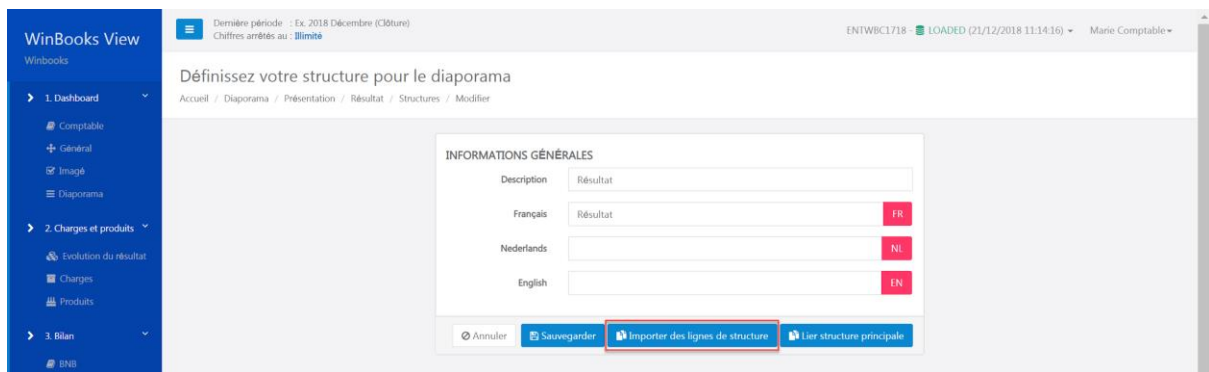 WinBooks View
Winbooks
1. Dashboard
Comptable
Général
Imagé
Diaporama
2. Charges et produits
Evolution du résultat
Charges
Produits
3. Bilan
BNB
Dernière période : Ex. 2018 Décembre (Clôture)
Chiffres arrêtés au : Illimité
ENTWBC1718 - LOADED (21/12/2018 11:14:16)
Marie Comptable
Définissez votre structure pour le diaporama
Accueil / Diaporama / Présentation / Résultat / Structures / Modifier
INFORMATIONS GÉNÉRALES
Description Résultat
Français Résultat FR
Nederlands NL
English EN
Annuler Sauvegarder Importer des lignes de structure Lier structure principale